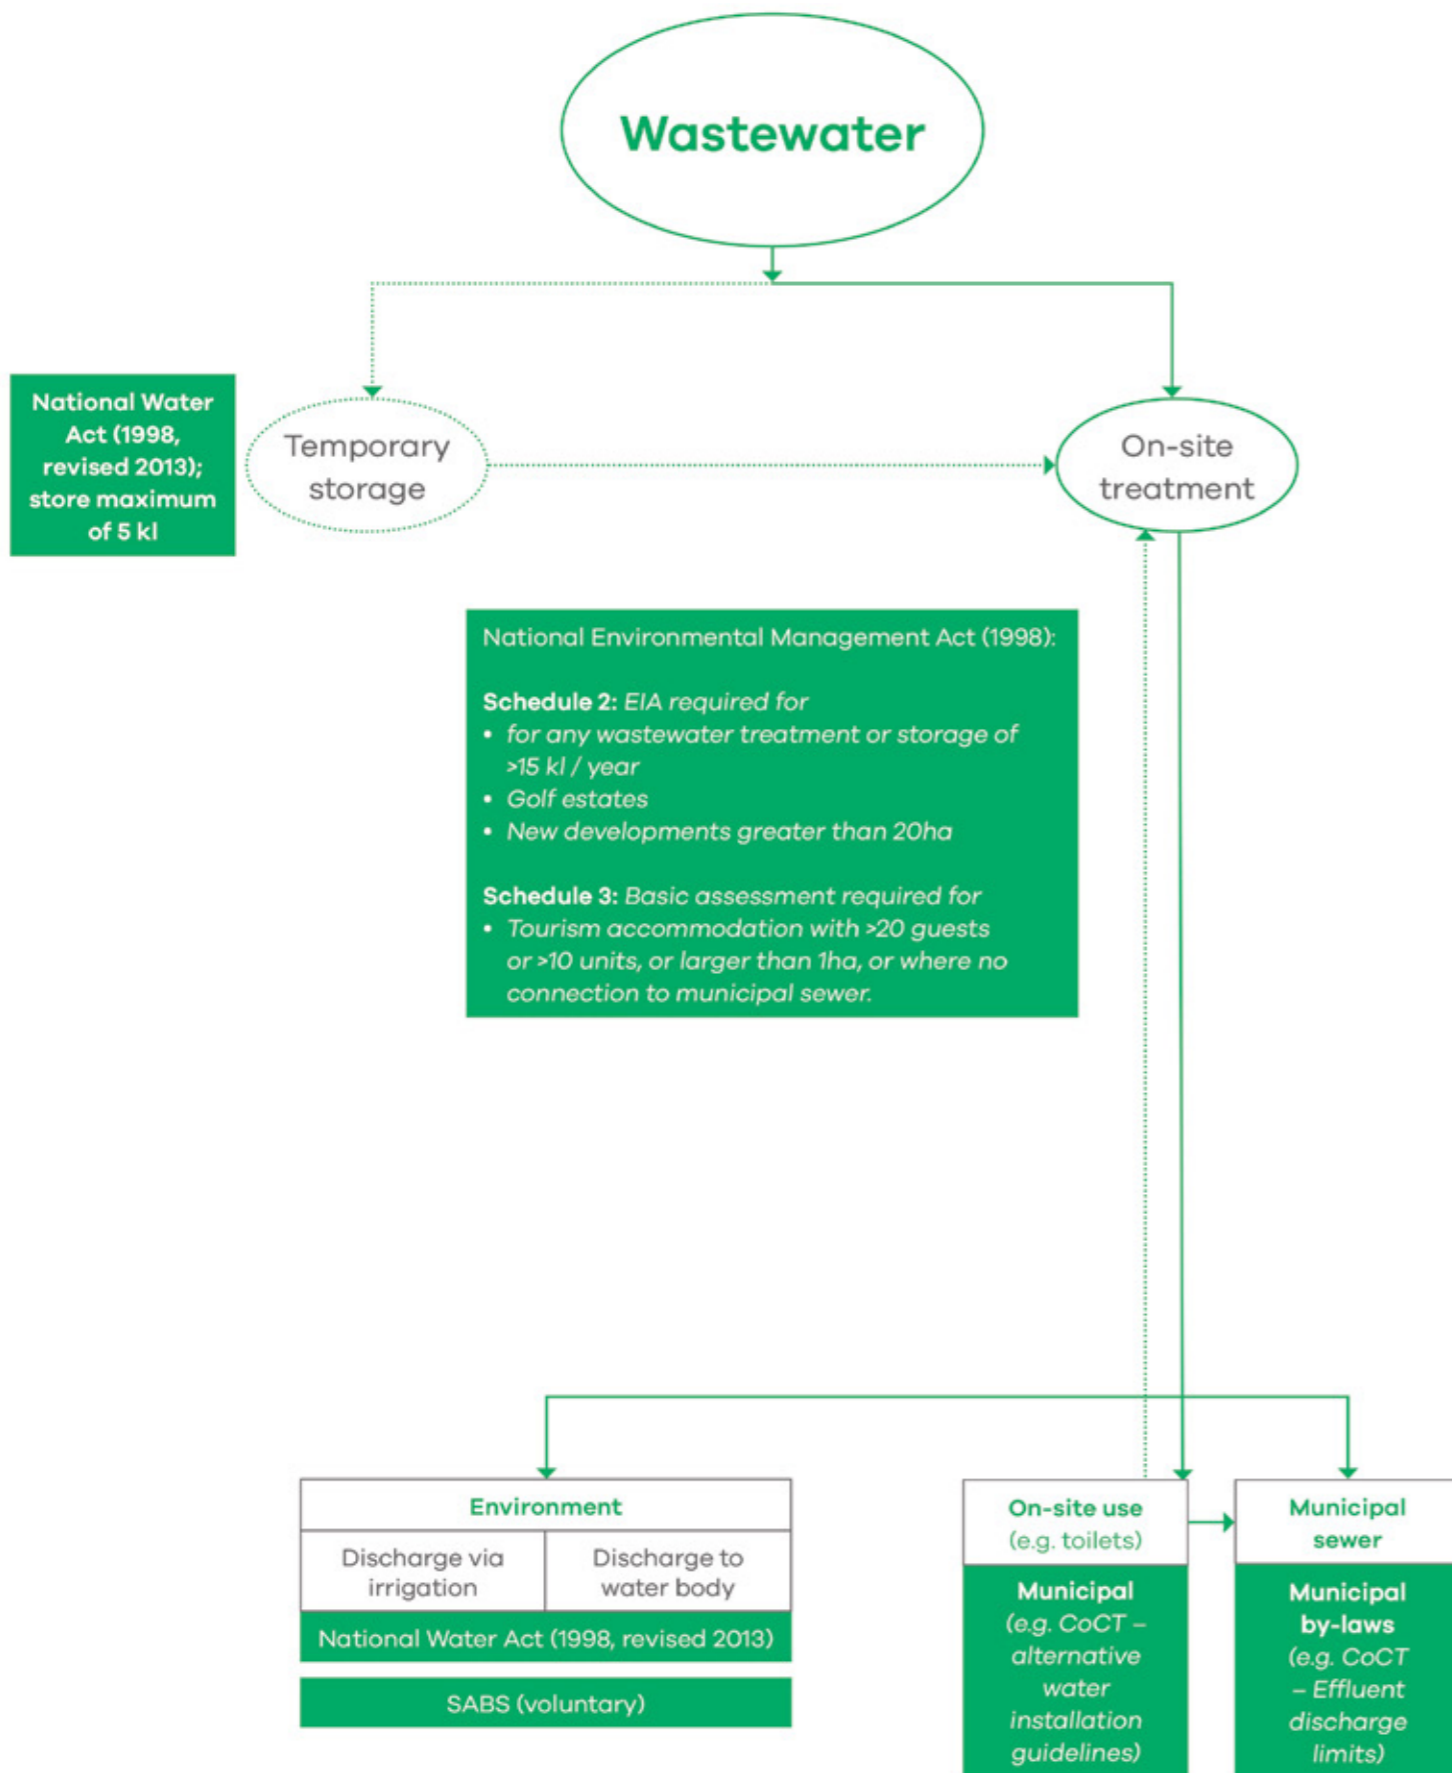 Wastewater
National Water
Act (1998,
revised 2013);
store maximum
of 5 kl
Temporary
storage
On-site
treatment
National Environmental Management Act (1998):
Schedule 2: EIA required for
• for any wastewater treatment or storage of
>15 kl / year
• Golf estates
• New developments greater than 20ha
Schedule 3: Basic assessment required for
• Tourism accommodation with >20 guests
or >10 units, or larger than 1ha, or where no
connection to municipal sewer.
Environment
Discharge via
irrigation
Discharge to
water body
National Water Act (1998, revised 2013)
SABS (voluntary)
On-site use
(e.g. toilets)
Municipal
(e.g. CoCT –
alternative
water
installation
guidelines)
Municipal
sewer
Municipal
by-laws
(e.g. CoCT
– Effluent
discharge
limits)